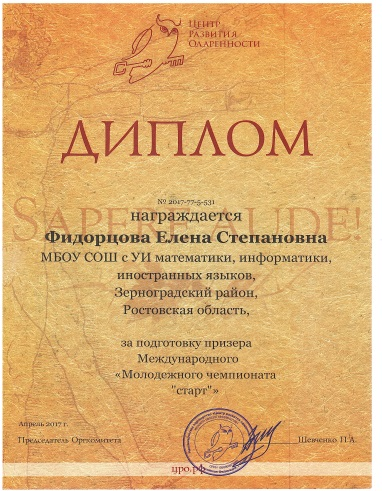 Центр
Развития
Одаренности
ДИПЛОМ
№ 2017-77-5-531
SAPERE AUDE!
награждается
Фидорцова Елена Степановна
МБОУ СОШ с УИ математики, информатики,
иностранных языков,
Зерноградский район,
Ростовская область,
за подготовку призера
Международного
«Молодежного чемпионата
"старт"»
Апрель 2017 г.
Председатель Оргкомитета
Шевченко П.А.
цро.рф